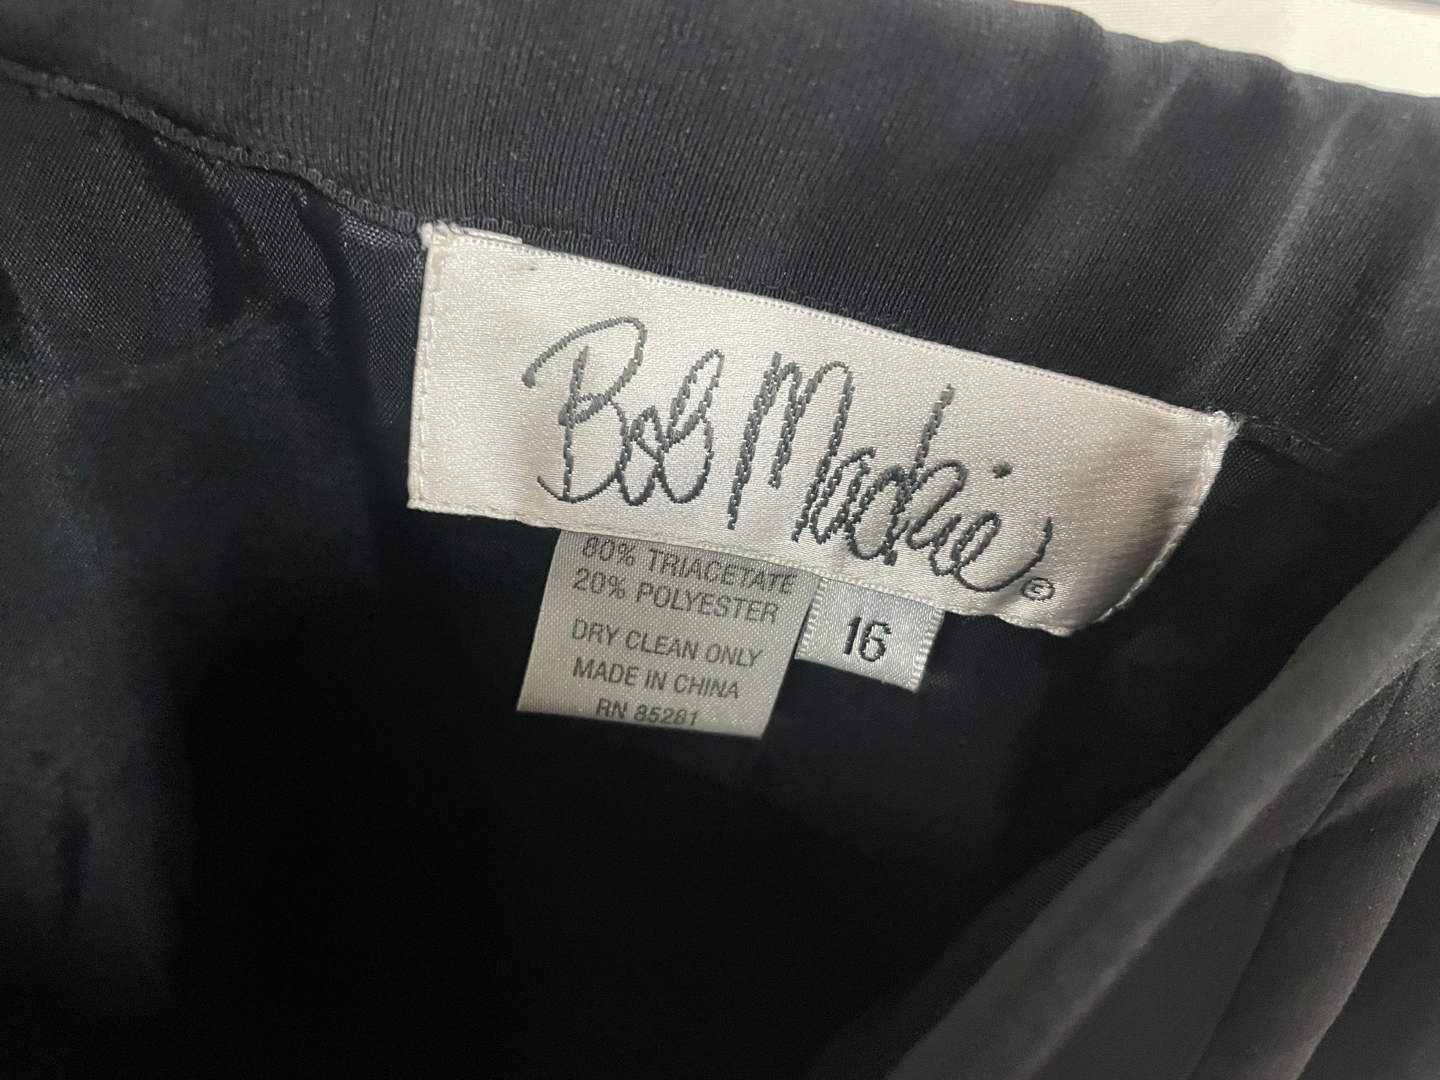 Bob Mackie ©
80% TRIACETATE
20% POLYESTER
DRY CLEAN ONLY
MADE IN CHINA
RN 85281
16